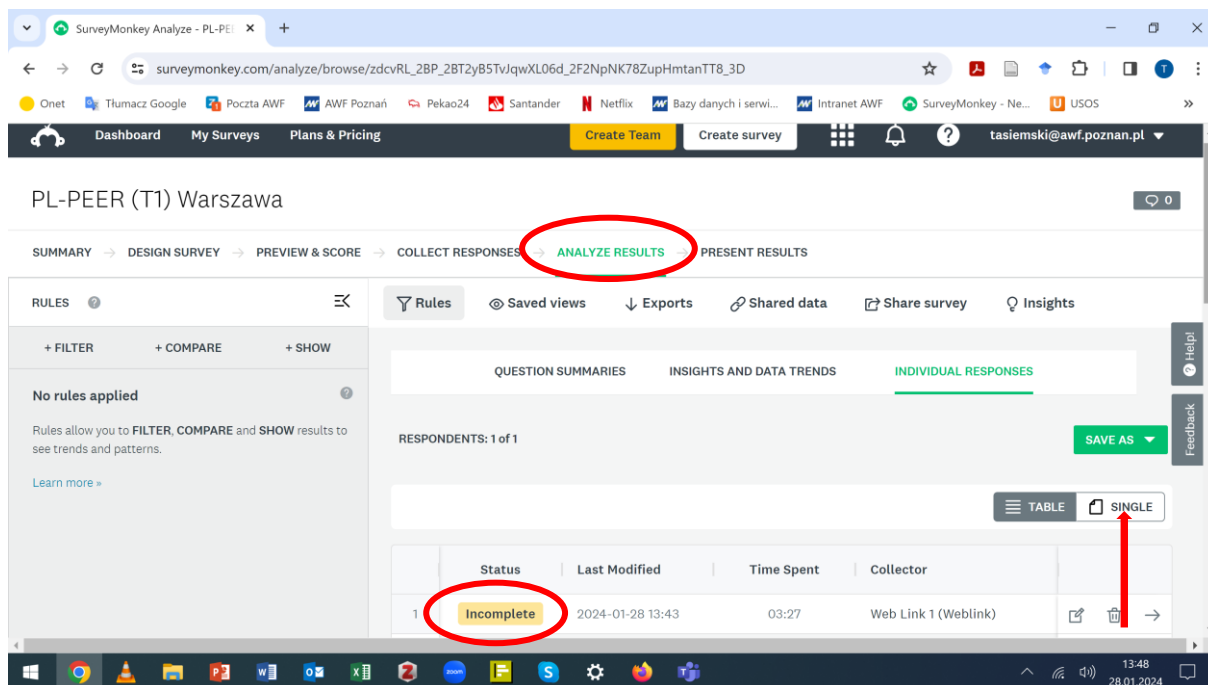 SurveyMonkey Analyze - PL-PEE
surveymonkey.com/analyze/browse/zdcvRL_2BP_2BT2yB5TvJqwXL06d_2F2NpNK78ZupHmtanTT8_3D
T
Onet Tłumacz Google Poczta AWF AWF Poznań Pekao24 Santander Netflix Bazy danych i serwi... Intranet AWF SurveyMonkey - Ne... USOS »
Dashboard My Surveys Plans & Pricing Create Team Create survey tasiemski@awf.poznan.pl
PL-PEER (T1) Warszawa
0
SUMMARY → DESIGN SURVEY → PREVIEW & SCORE → COLLECT RESPONSES → ANALYZE RESULTS → PRESENT RESULTS
RULES Rules Saved views Exports Shared data Share survey Insights
+ FILTER + COMPARE + SHOW
Help!
QUESTION SUMMARIES INSIGHTS AND DATA TRENDS INDIVIDUAL RESPONSES
No rules applied
Rules allow you to FILTER, COMPARE and SHOW results to
see trends and patterns.
Learn more »
RESPONDENTS: 1 of 1
SAVE AS
Feedback
TABLE SINGLE
Status Last Modified Time Spent Collector
1 Incomplete 2024-01-28 13:43 03:27 Web Link 1 (Weblink)
zoom
13:48
28.01.2024